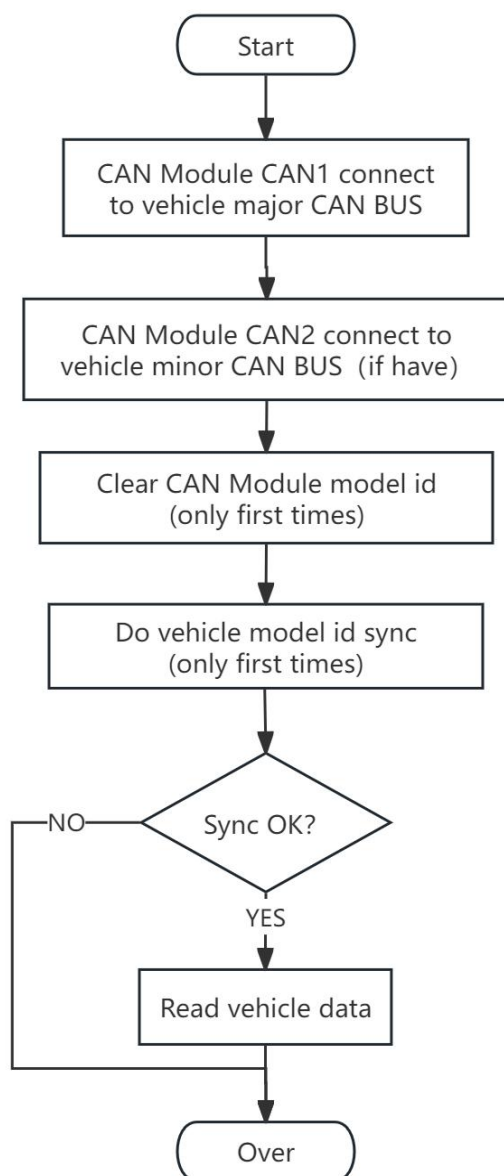 Start
CAN Module CAN1 connect
to vehicle major CAN BUS
CAN Module CAN2 connect to
vehicle minor CAN BUS（if have）
Clear CAN Module model id
(only first times)
Do vehicle model id sync
(only first times)
Sync OK?
NO
YES
Read vehicle data
Over